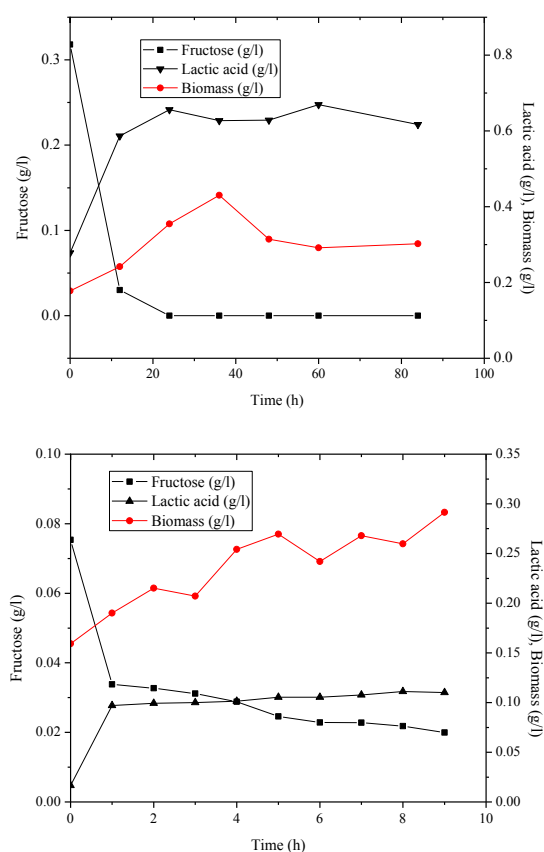 Fructose (g/l)
Lactic acid (g/l)
Biomass (g/l)
0.3
0.2
0.1
0.0
Fructose (g/l)
0.8
0.6
0.4
0.2
0.0
Lactic acid (g/l), Biomass (g/l)
0 20 40 60 80 100
Time (h)
Fructose (g/l)
Lactic acid (g/l)
Biomass (g/l)
0.10
0.08
0.06
0.04
0.02
0.00
Fructose (g/l)
0.35
0.30
0.25
0.20
0.15
0.10
0.05
0.00
Lactic acid (g/l), Biomass (g/l)
0 2 4 6 8 10
Time (h)